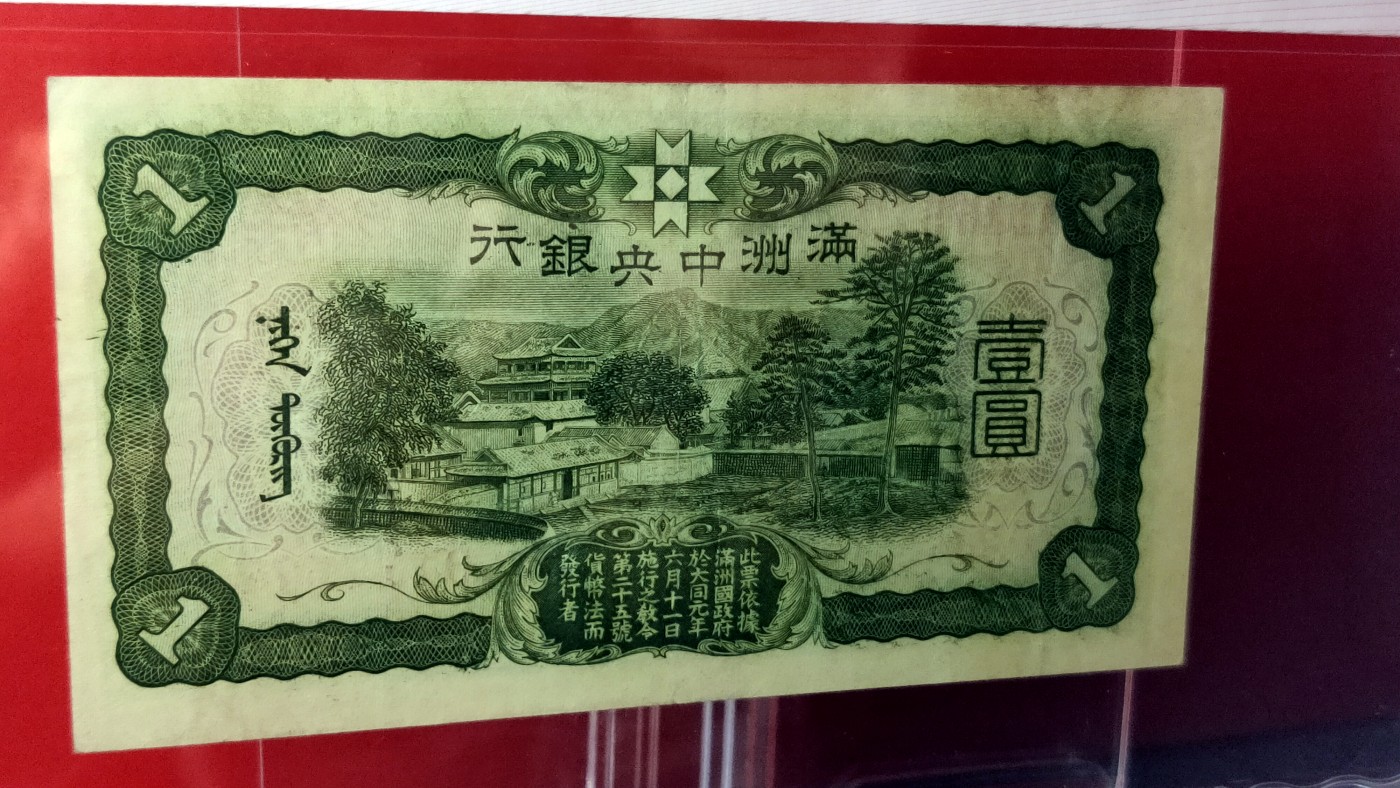 1
1
滿洲中央銀行
壹圓
此票依據
滿洲國政府
於大同元年
六月十一日
施行之敎令
第二十五號
貨幣法而
發行者
1
1